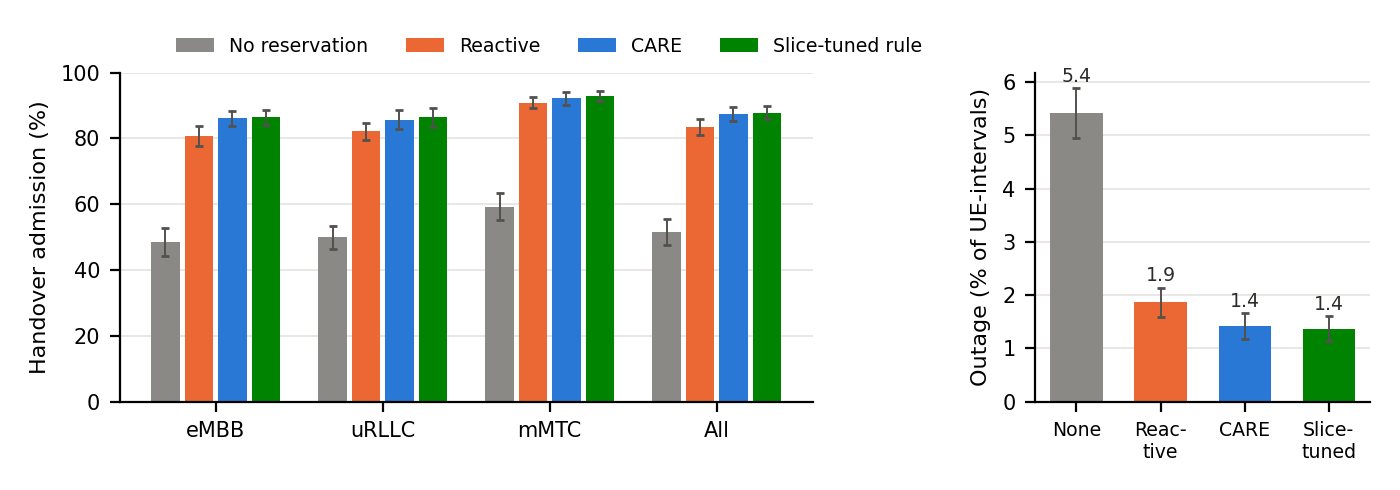 No reservation Reactive CARE Slice-tuned rule
Handover admission (%)
100
80
60
40
20
0
eMBB uRLLC mMTC All
Outage (% of UE-intervals)
6
5
4
3
2
1
0
5.4
1.9
1.4
1.4
None Reac- CARE Slice-
tive tuned